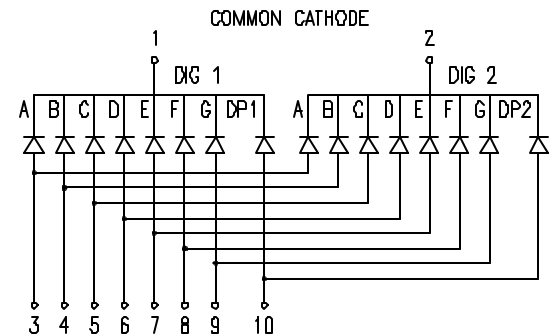 COMMON CATHODE
1 2
DIG 1 DIG 2
A B C D E F G DP1 A B C D E F G DP2
3 4 5 6 7 8 9 10